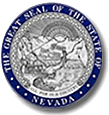 THE GREAT SEAL OF THE STATE OF
NEVADA